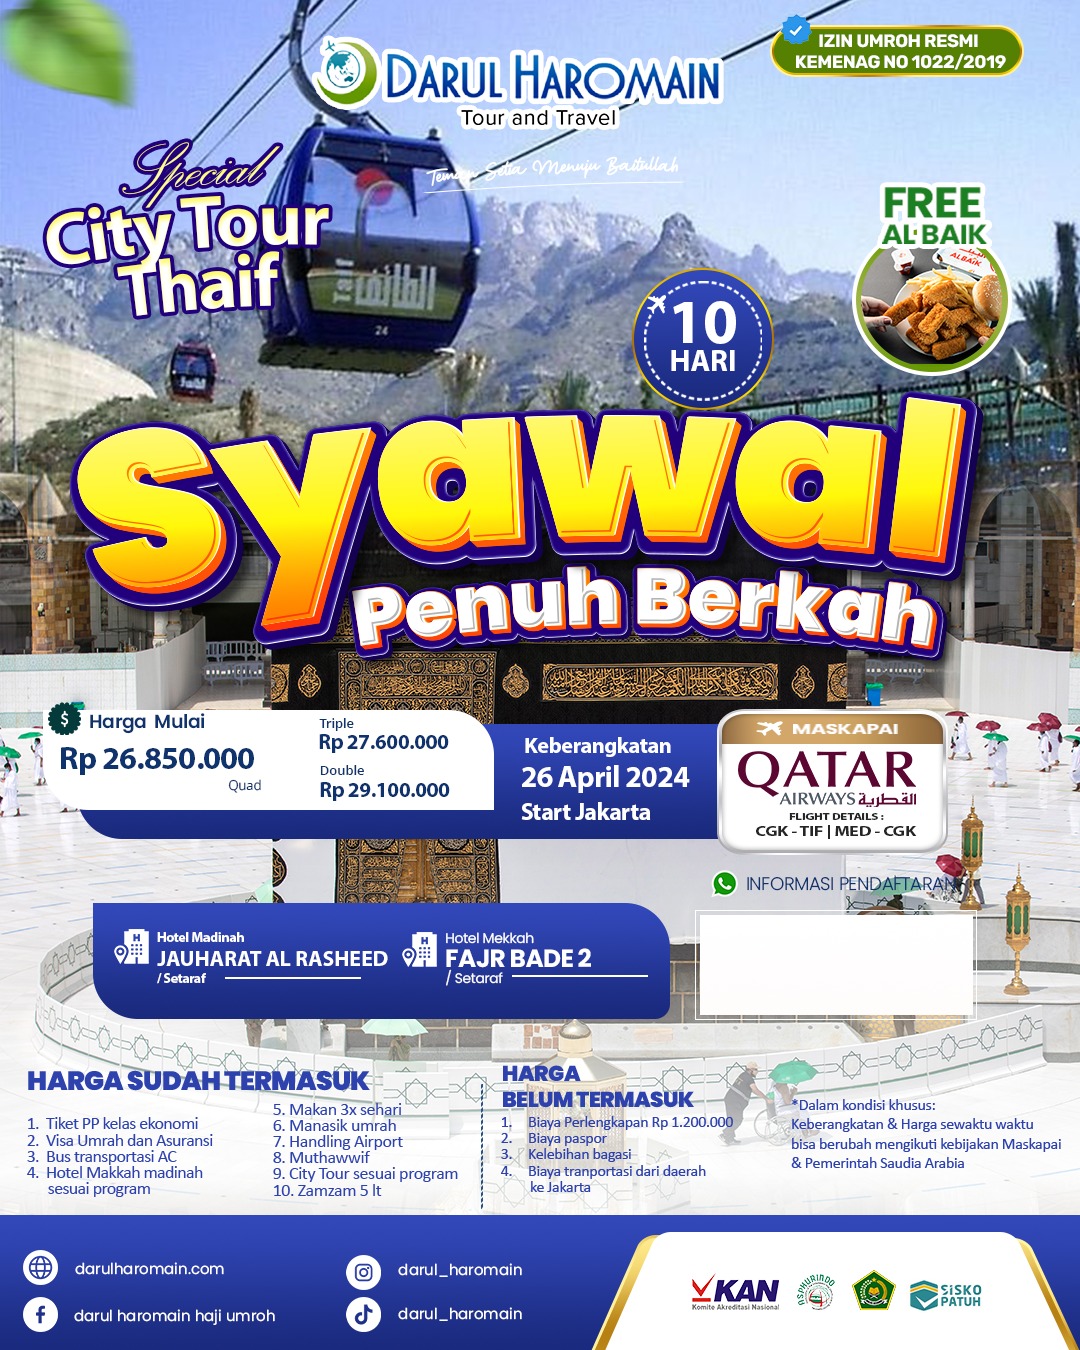 DARUL HAROMAIN
Tour and Travel
Teman Setia Menuju Baitullah
IZIN UMROH RESMI
KEMENAG NO 1022/2019
Special
City Tour
Thaif
FREE
AL BAIK
ALBAIK
الطائف
Taif
24
10
HARI
Syawal
Penuh Berkah
$ Harga Mulai
Rp 26.850.000
Quad
Triple
Rp 27.600.000
Double
Rp 29.100.000
Keberangkatan
26 April 2024
Start Jakarta
MASKAPAI
QATAR
AIRWAYS القطرية
FLIGHT DETAILS :
CGK - TIF | MED - CGK
INFORMASI PENDAFTARAN
Hotel Madinah
JAUHARAT AL RASHEED
/ Setaraf
Hotel Mekkah
FAJR BADE 2
/ Setaraf
HARGA SUDAH TERMASUK
1. Tiket PP kelas ekonomi
2. Visa Umrah dan Asuransi
3. Bus transportasi AC
4. Hotel Makkah madinah
sesuai program
5. Makan 3x sehari
6. Manasik umrah
7. Handling Airport
8. Muthawwif
9. City Tour sesuai program
10. Zamzam 5 lt
HARGA
BELUM TERMASUK
1. Biaya Perlengkapan Rp 1.200.000
2. Biaya paspor
3. Kelebihan bagasi
4. Biaya tranportasi dari daerah
ke Jakarta
*Dalam kondisi khusus:
Keberangkatan & Harga sewaktu waktu
bisa berubah mengikuti kebijakan Maskapai
& Pemerintah Saudia Arabia
darulharomain.com
darul haromain haji umroh
darul_haromain
darul_haromain
KAN
Komite Akreditasi Nasional
ASPHURINDO
SISKO
PATUH